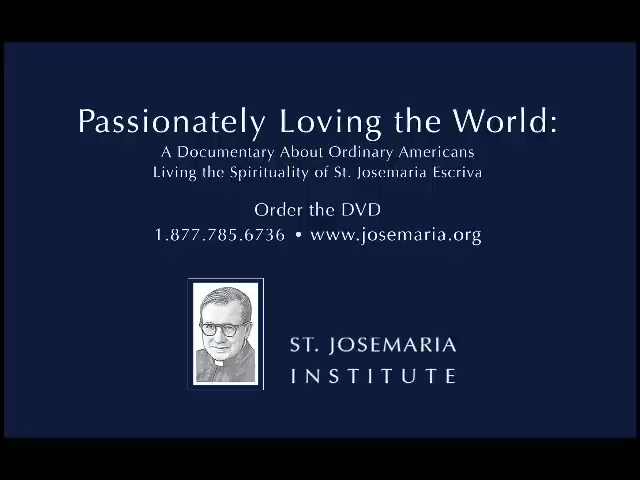 Passionately Loving the World:
A Documentary About Ordinary Americans
Living the Spirituality of St. Josemaria Escriva
Order the DVD
1.877.785.6736 • www.josemaria.org
ST. JOSEMARIA
INSTITUTE